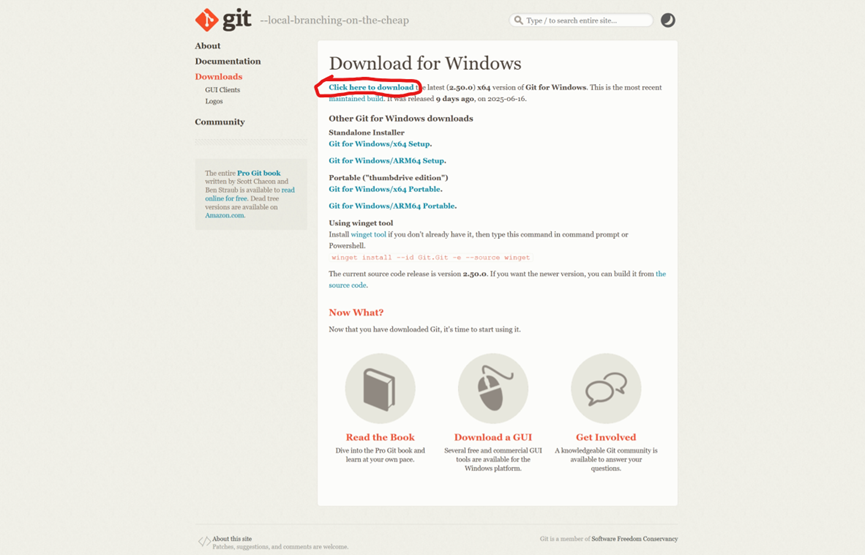 git --local-branching-on-the-cheap
Type / to search entire site...
About
Documentation
Downloads
GUI Clients
Logos
Community
The entire Pro Git book
written by Scott Chacon and
Ben Straub is available to read
online for free. Dead tree
versions are available on
Amazon.com.
Download for Windows
Click here to download the latest (2.50.0) x64 version of Git for Windows. This is the most recent
maintained build. It was released 9 days ago, on 2025-06-16.
Other Git for Windows downloads
Standalone Installer
Git for Windows/x64 Setup.
Git for Windows/ARM64 Setup.
Portable ("thumbdrive edition")
Git for Windows/x64 Portable.
Git for Windows/ARM64 Portable.
Using winget tool
Install winget tool if you don't already have it, then type this command in command prompt or
Powershell.
winget install --id Git.Git -e --source winget
The current source code release is version 2.50.0. If you want the newer version, you can build it from the
source code.
Now What?
Now that you have downloaded Git, it's time to start using it.
Read the Book
Dive into the Pro Git book and
learn at your own pace.
Download a GUI
Several free and commercial GUI
tools are available for the
Windows platform.
Get Involved
A knowledgeable Git community is
available to answer your
questions.
About this site
Patches, suggestions, and comments are welcome.
Git is a member of Software Freedom Conservancy